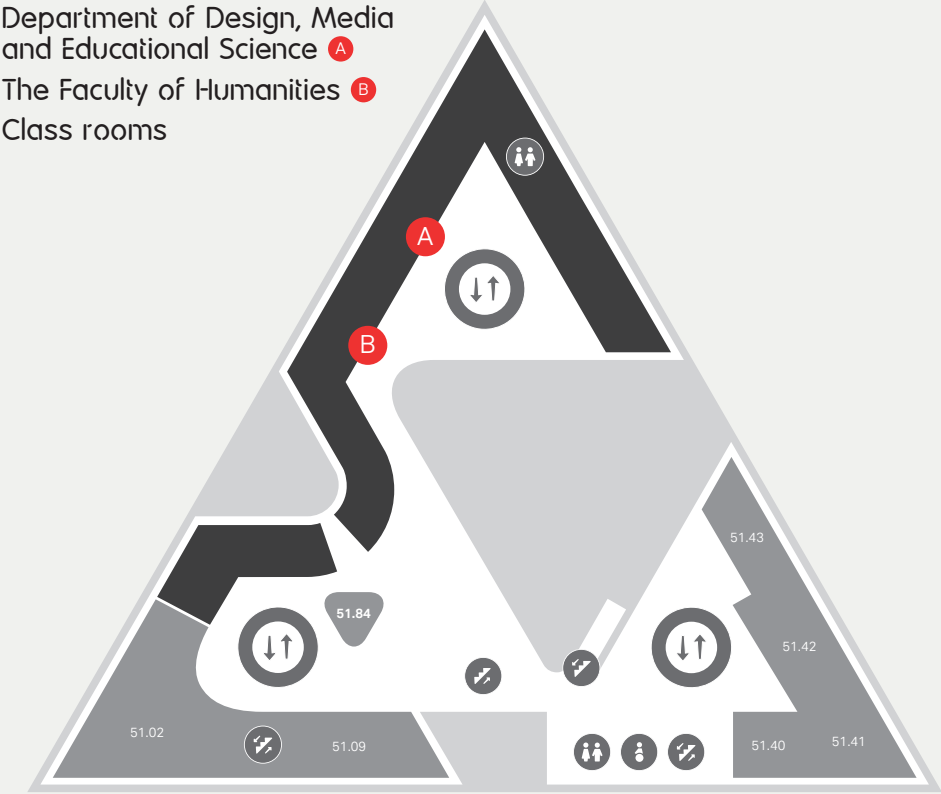 Department of Design, Media
and Educational Science A
The Faculty of Humanities B
Class rooms
A
B
51.43
51.84
51.42
51.02
51.09
51.40
51.41